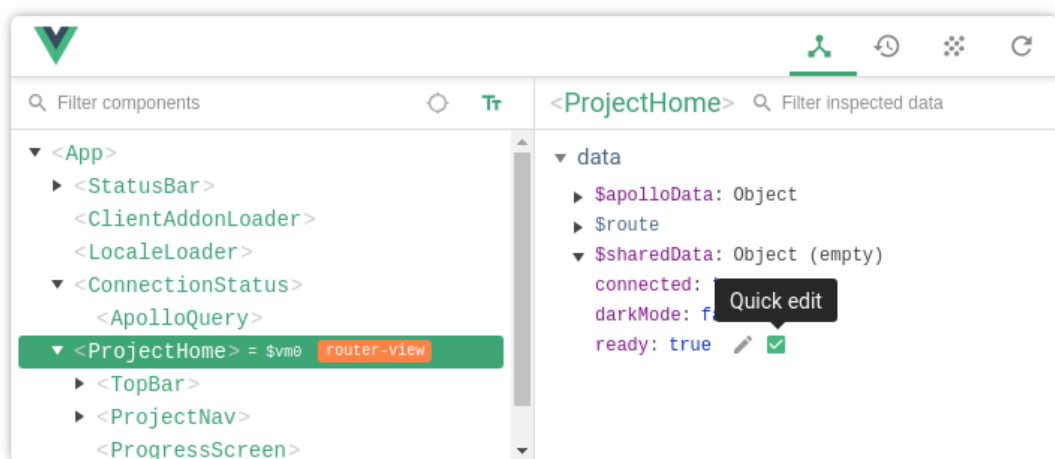 Filter components
<App>
<StatusBar>
<ClientAddonLoader>
<LocaleLoader>
<ConnectionStatus>
<ApolloQuery>
<ProjectHome> = $vm0 router-view
<TopBar>
<ProjectNav>
<ProgressScreen>
<ProjectHome> Filter inspected data
data
$apolloData: Object
$route
$sharedData: Object (empty)
connected:
Quick edit
darkMode:
ready: true